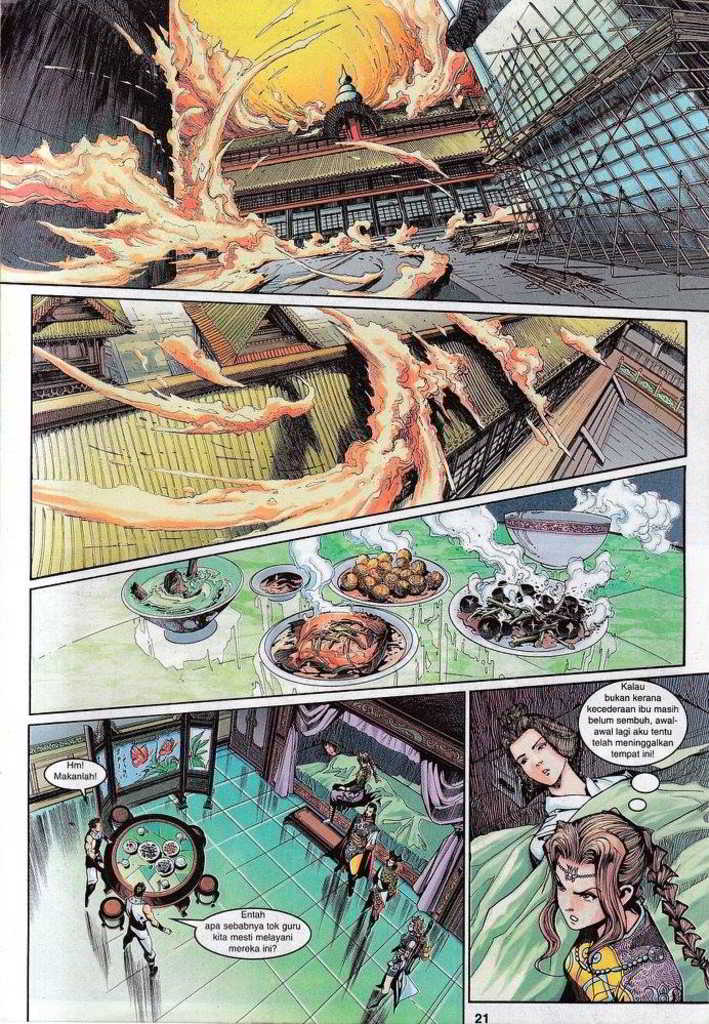 Hm!
Makanlah!
Entah
apa sebabnya tok guru
kita mesti melayani
mereka ini?
Kalau
bukan kerana
kecederaan ibu masih
belum sembuh, awal-
awal lagi aku tentu
telah meninggalkan
tempat ini!
21